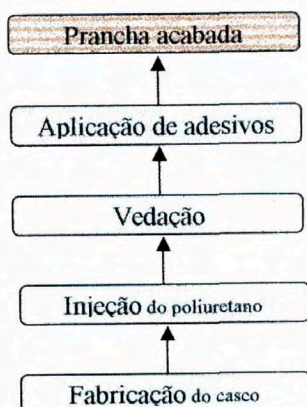 Prancha acabada
Aplicação de adesivos
Vedação
Injeção do poliuretano
Fabricação do casco